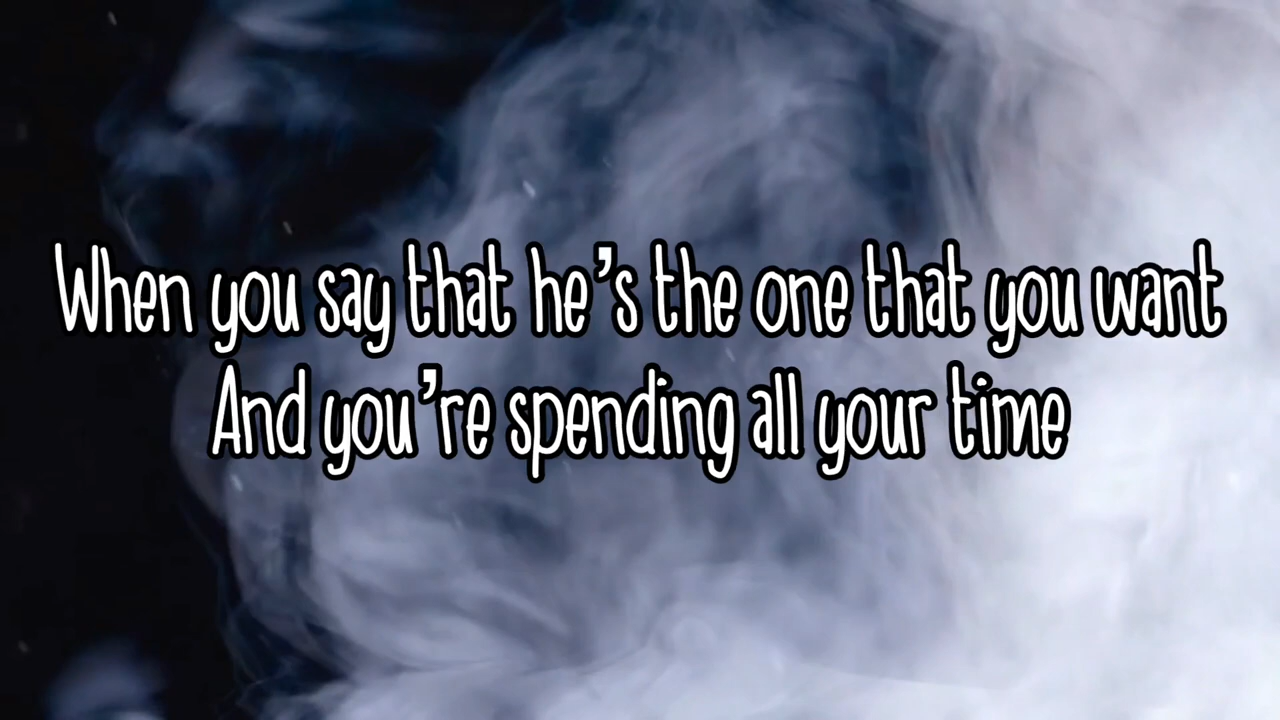 When you say that he's the one that you want
And you're spending all your time